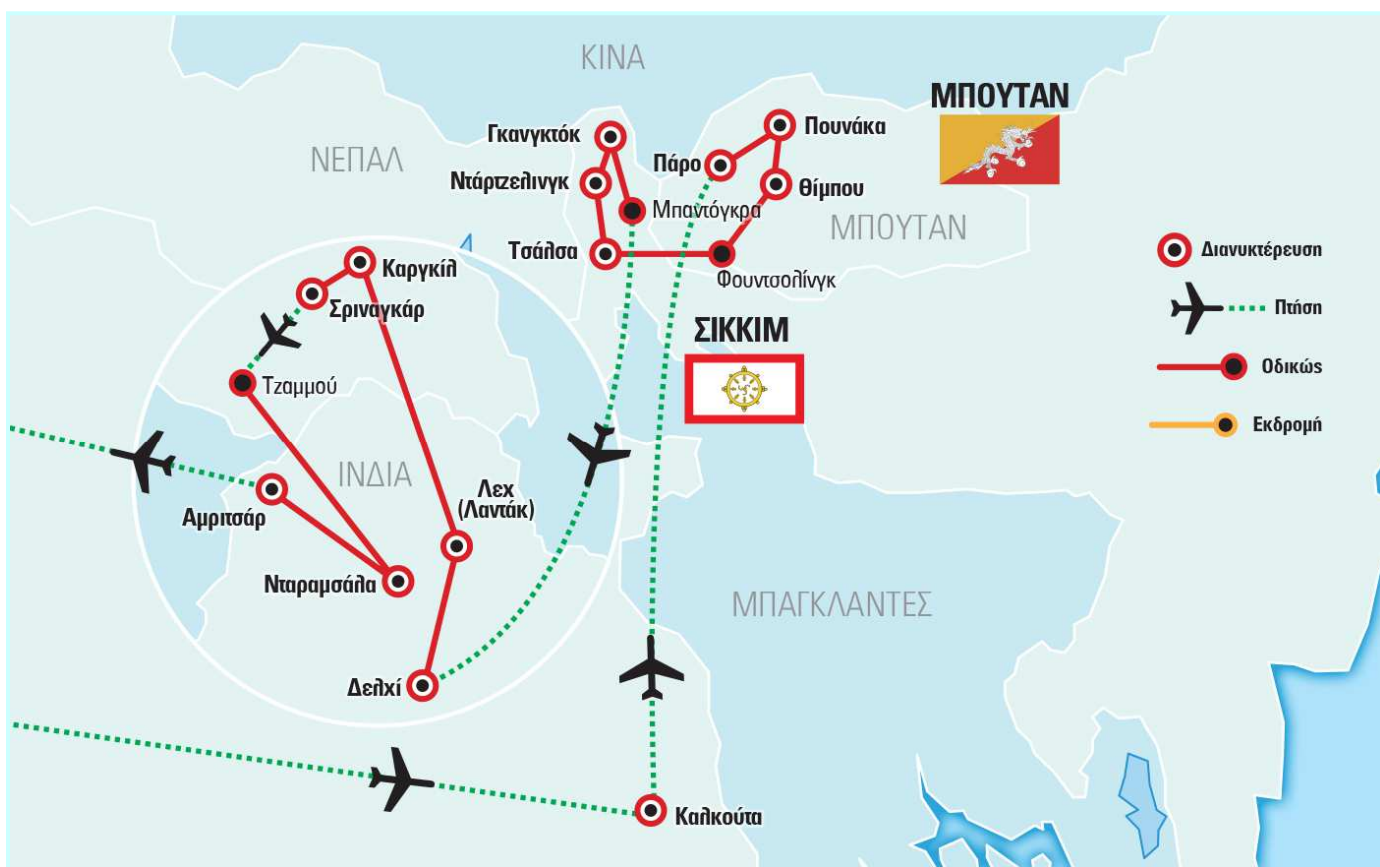 ΚΙΝΑ
ΜΠΟΥΤΑΝ
Γκανγκτόκ
Πουνάκα
ΝΕΠΑΛ
Πάρο
Ντάρτζελινγκ
Θίμπου
Μπαντόγκρα
ΜΠΟΥΤΑΝ
Τσάλσα
Διανυκτέρευση
Καργκίλ
Φουντσολίνγκ
Σριναγκάρ
Πτήση
ΣΙΚΚΙΜ
Τζαμμού
Οδικώς
Εκδρομή
ΙΝΔΙΑ
Λεχ
(Λαντάκ)
Αμριτσάρ
Νταραμσάλα
ΜΠΑΓΚΛΑΝΤΕΣ
Δελχί
Καλκούτα